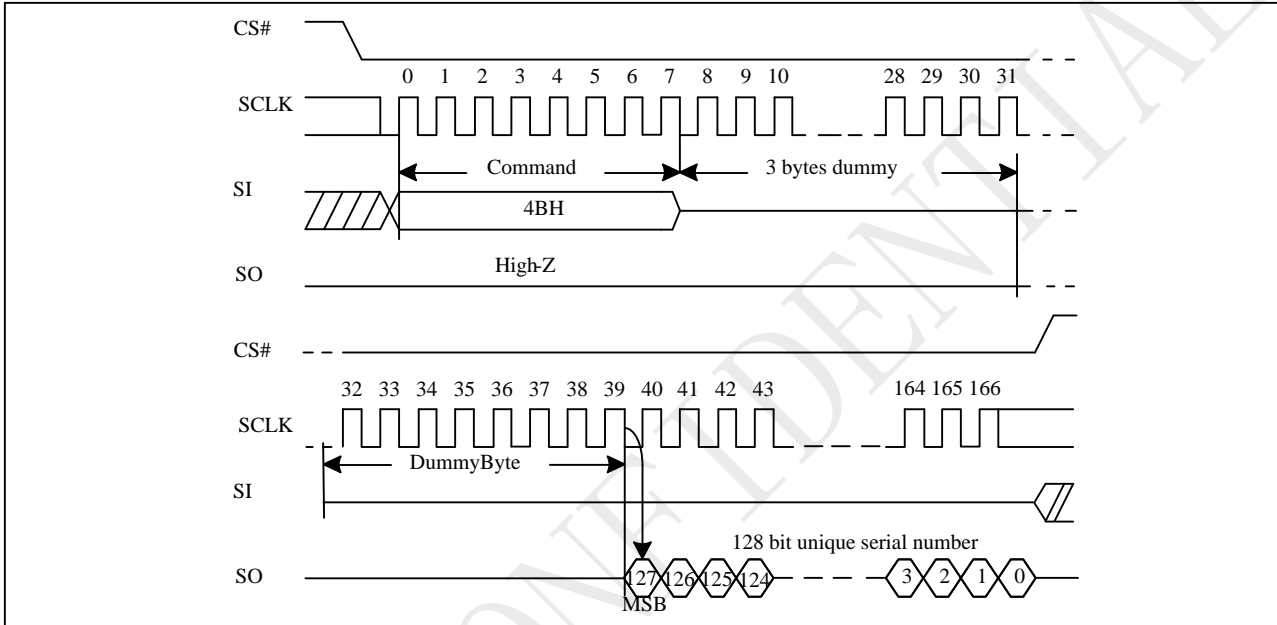 CS#
0 1 2 3 4 5 6 7 8 9 10 28 29 30 31
SCLK
Command 3 bytes dummy
SI
4BH
High-Z
SO
CS#
32 33 34 35 36 37 38 39 40 41 42 43 164 165 166
SCLK
DummyByte
SI
128 bit unique serial number
SO 127 126 125 124 3 2 1 0
MSB
ONFIDENTIAL